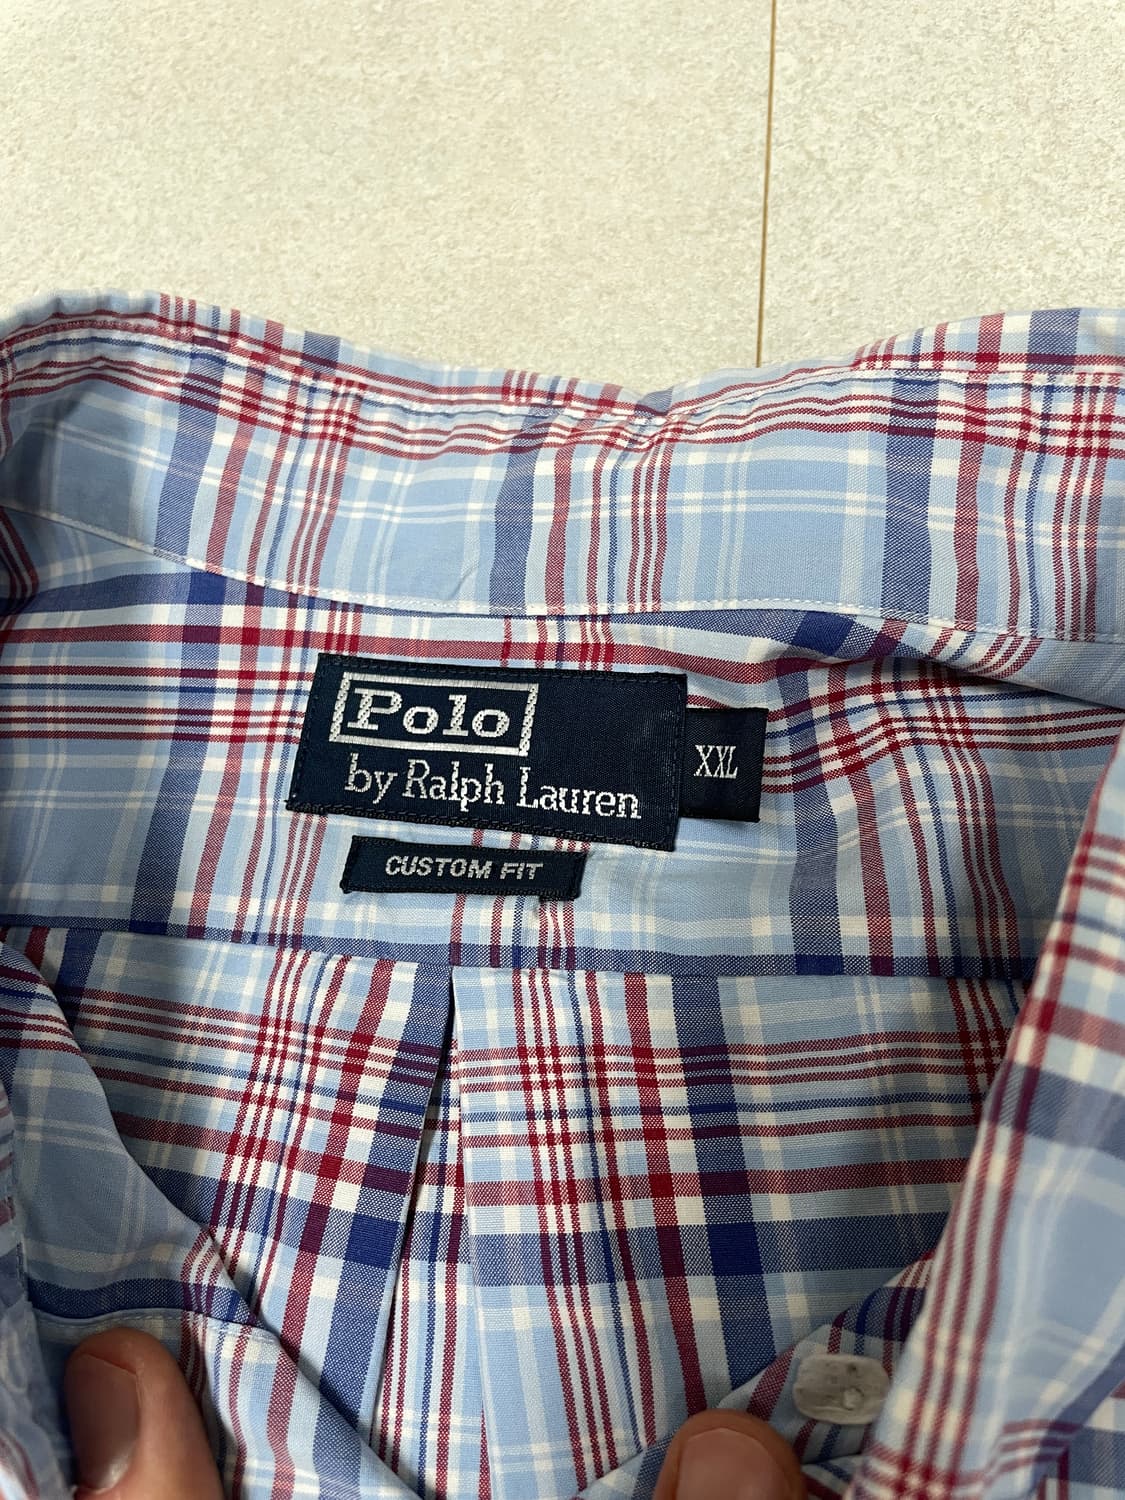 Polo
by Ralph Lauren
XXL
CUSTOM FIT